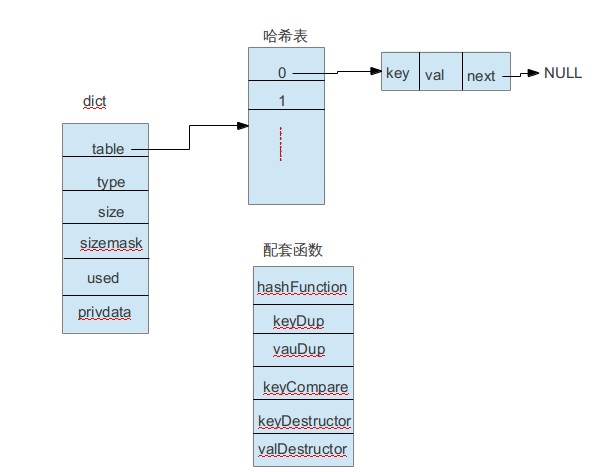 哈希表
0
key val next NULL
1
dict
table
type
size
sizemask
used
privdata
配套函数
hashFunction
keyDup
vauDup
keyCompare
keyDestructor
valDestructor